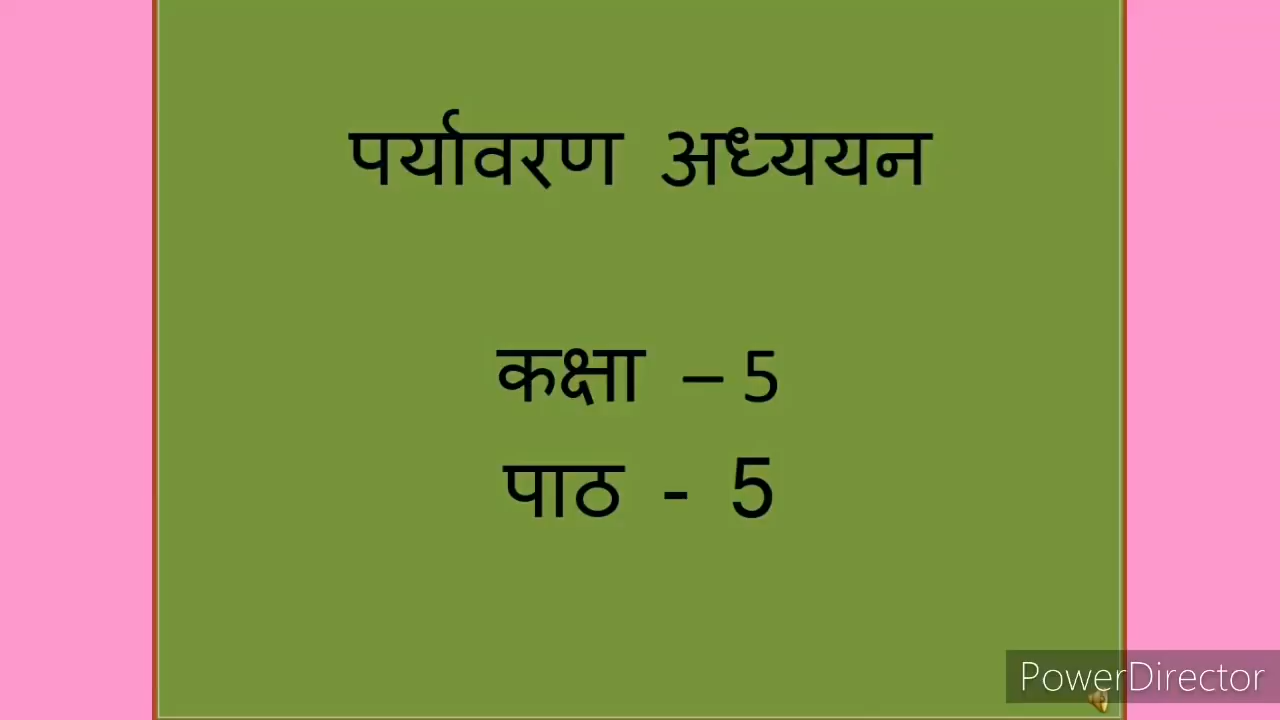 पर्यावरण अध्ययन
कक्षा – 5
पाठ - 5
PowerDirector